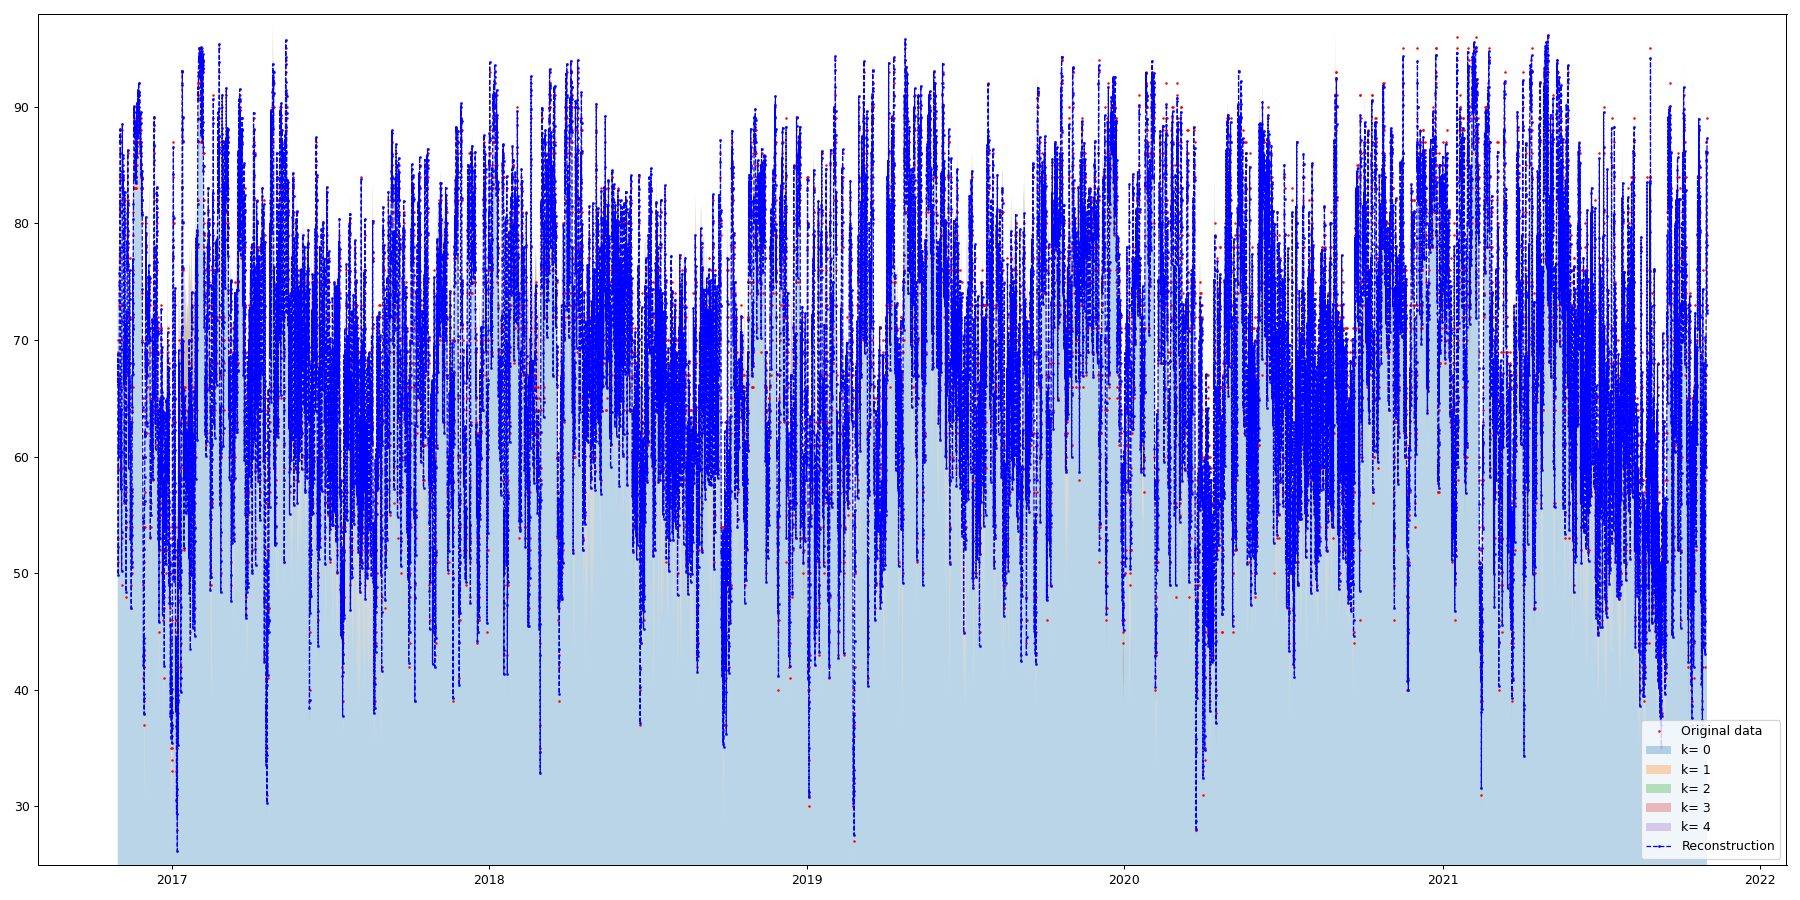 90
80
70
60
50
40
30
2017
2018
2019
2020
2021
2022
Original data
k= 0
k= 1
k= 2
k= 3
k= 4
Reconstruction